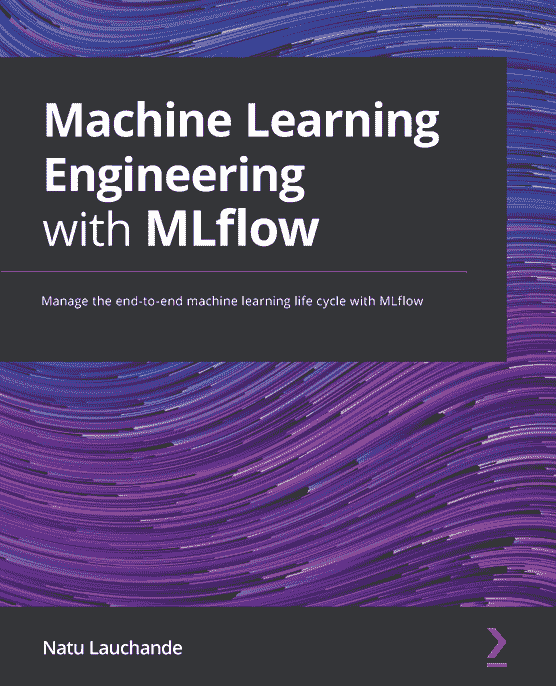 Machine Learning
Engineering
with MLflow
Manage the end-to-end machine learning life cycle with MLflow
Natu Lauchande